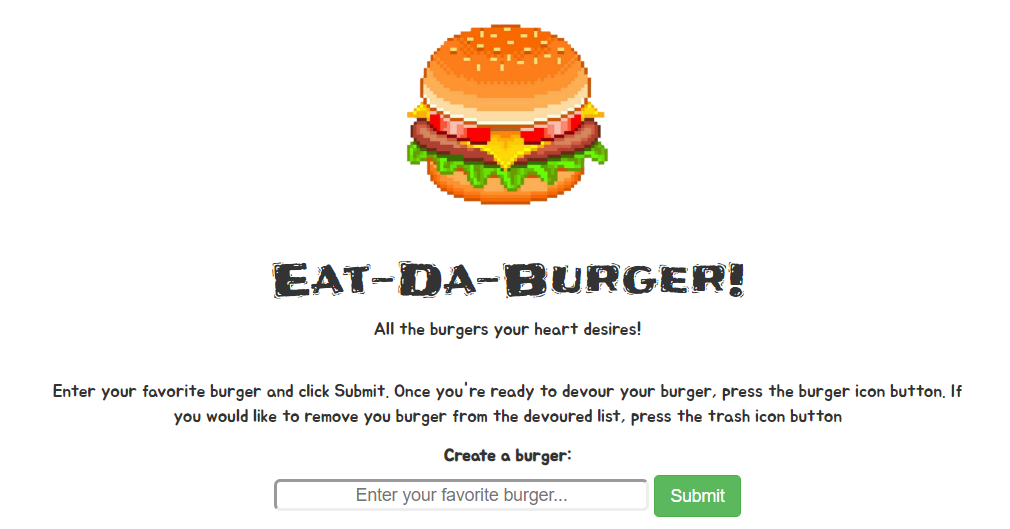 Eat-Da-Burger!
All the burgers your heart desires!
Enter your favorite burger and click Submit. Once you're ready to devour your burger, press the burger icon button. If
you would like to remove you burger from the devoured list, press the trash icon button
Create a burger:
Enter your favorite burger... Submit